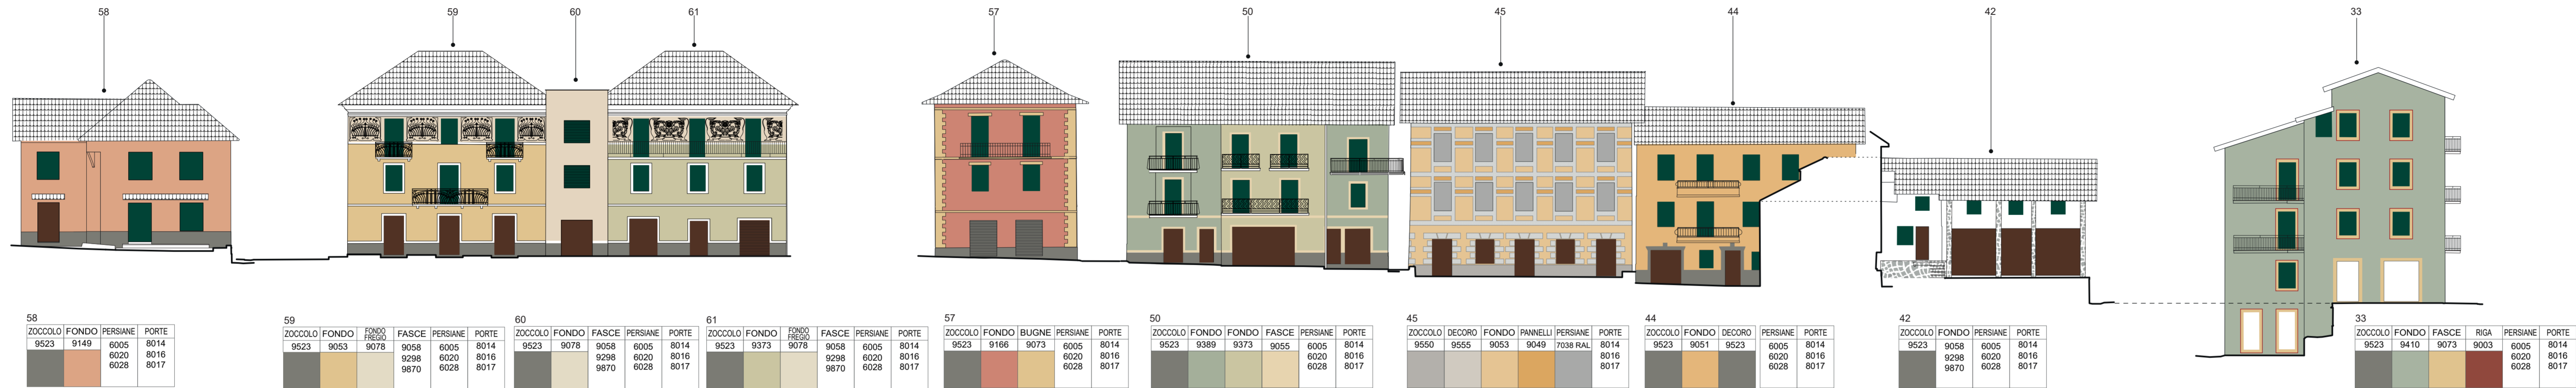 58
59
60
61
57
50
45
44
42
33
58
ZOCCOLO FONDO PERSIANE PORTE
9523 9149 6005 8014
6020 8016
6028 8017
59
ZOCCOLO FONDO FONDO FREGIO FASCE PERSIANE PORTE
9523 9053 9078 9058 6005 8014
9298 6020 8016
9870 6028 8017
60
ZOCCOLO FONDO FASCE PERSIANE PORTE
9523 9078 9058 6005 8014
9298 6020 8016
9870 6028 8017
61
ZOCCOLO FONDO FONDO FREGIO FASCE PERSIANE PORTE
9523 9373 9078 9058 6005 8014
9298 6020 8016
9870 6028 8017
57
ZOCCOLO FONDO BUGNE PERSIANE PORTE
9523 9166 9073 6005 8014
6020 8016
6028 8017
50
ZOCCOLO FONDO FONDO FASCE PERSIANE PORTE
9523 9389 9373 9055 6005 8014
6020 8016
6028 8017
45
ZOCCOLO DECORO FONDO PANNELLI PERSIANE PORTE
9550 9555 9053 9049 7038 RAL 8014
8016
8017
44
ZOCCOLO FONDO DECORO PERSIANE PORTE
9523 9051 9523 6005 8014
6020 8016
6028 8017
42
ZOCCOLO FONDO PERSIANE PORTE
9523 9058 6005 8014
9298 6020 8016
9870 6028 8017
33
ZOCCOLO FONDO FASCE RIGA PERSIANE PORTE
9523 9410 9073 9003 6005 8014
6020 8016
6028 8017